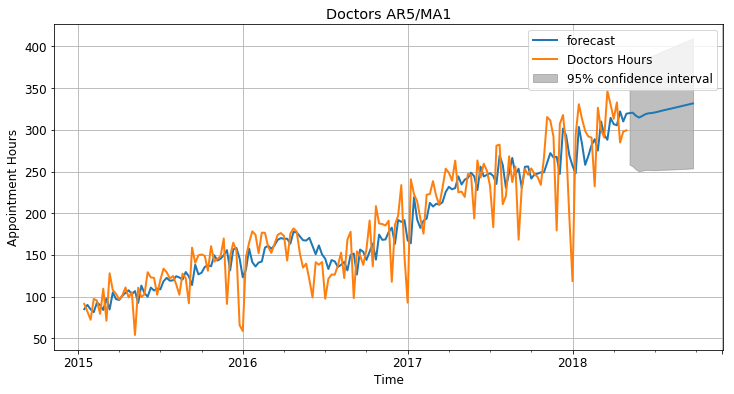 Doctors AR5/MA1
Appointment Hours
400
350
300
250
200
150
100
50
forecast
Doctors Hours
95% confidence interval
2015
2016
2017
2018
Time